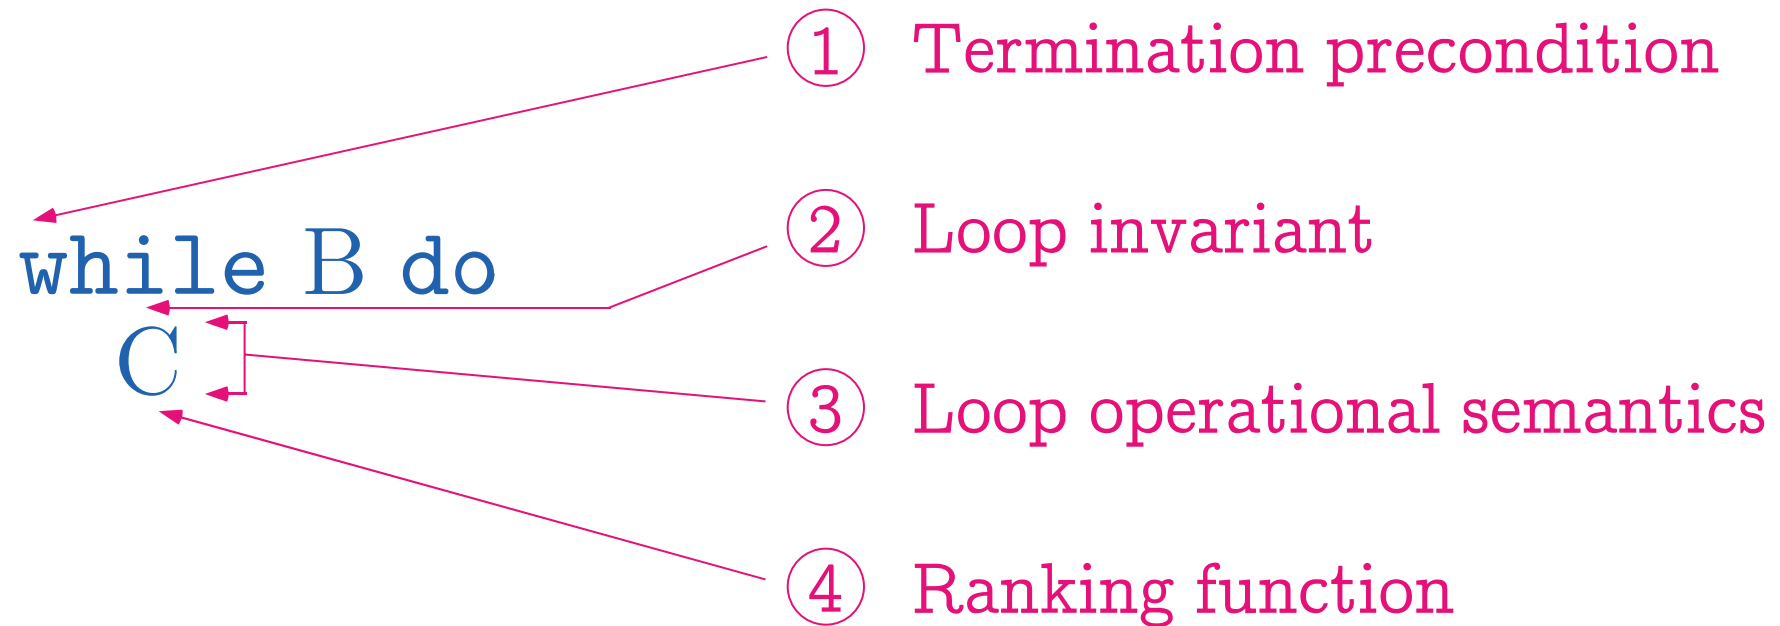 ① Termination precondition
② Loop invariant
while B do
C
③ Loop operational semantics
④ Ranking function